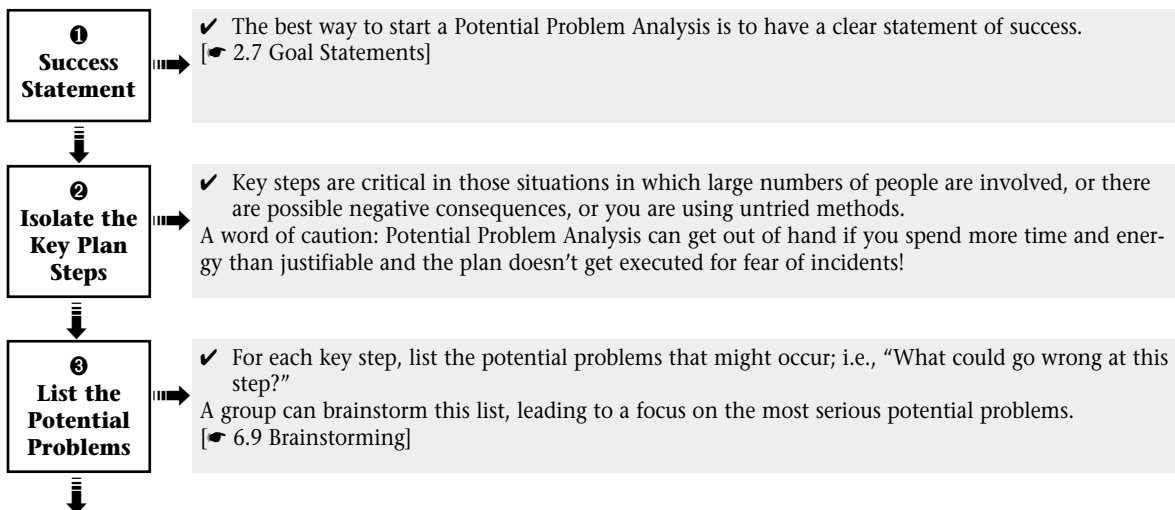 ❶
Success
Statement
✔ The best way to start a Potential Problem Analysis is to have a clear statement of success.
[☛ 2.7 Goal Statements]
❷
Isolate the
Key Plan
Steps
✔ Key steps are critical in those situations in which large numbers of people are involved, or there
are possible negative consequences, or you are using untried methods.
A word of caution: Potential Problem Analysis can get out of hand if you spend more time and ener-
gy than justifiable and the plan doesn’t get executed for fear of incidents!
❸
List the
Potential
Problems
✔ For each key step, list the potential problems that might occur; i.e., “What could go wrong at this
step?”
A group can brainstorm this list, leading to a focus on the most serious potential problems.
[☛ 6.9 Brainstorming]